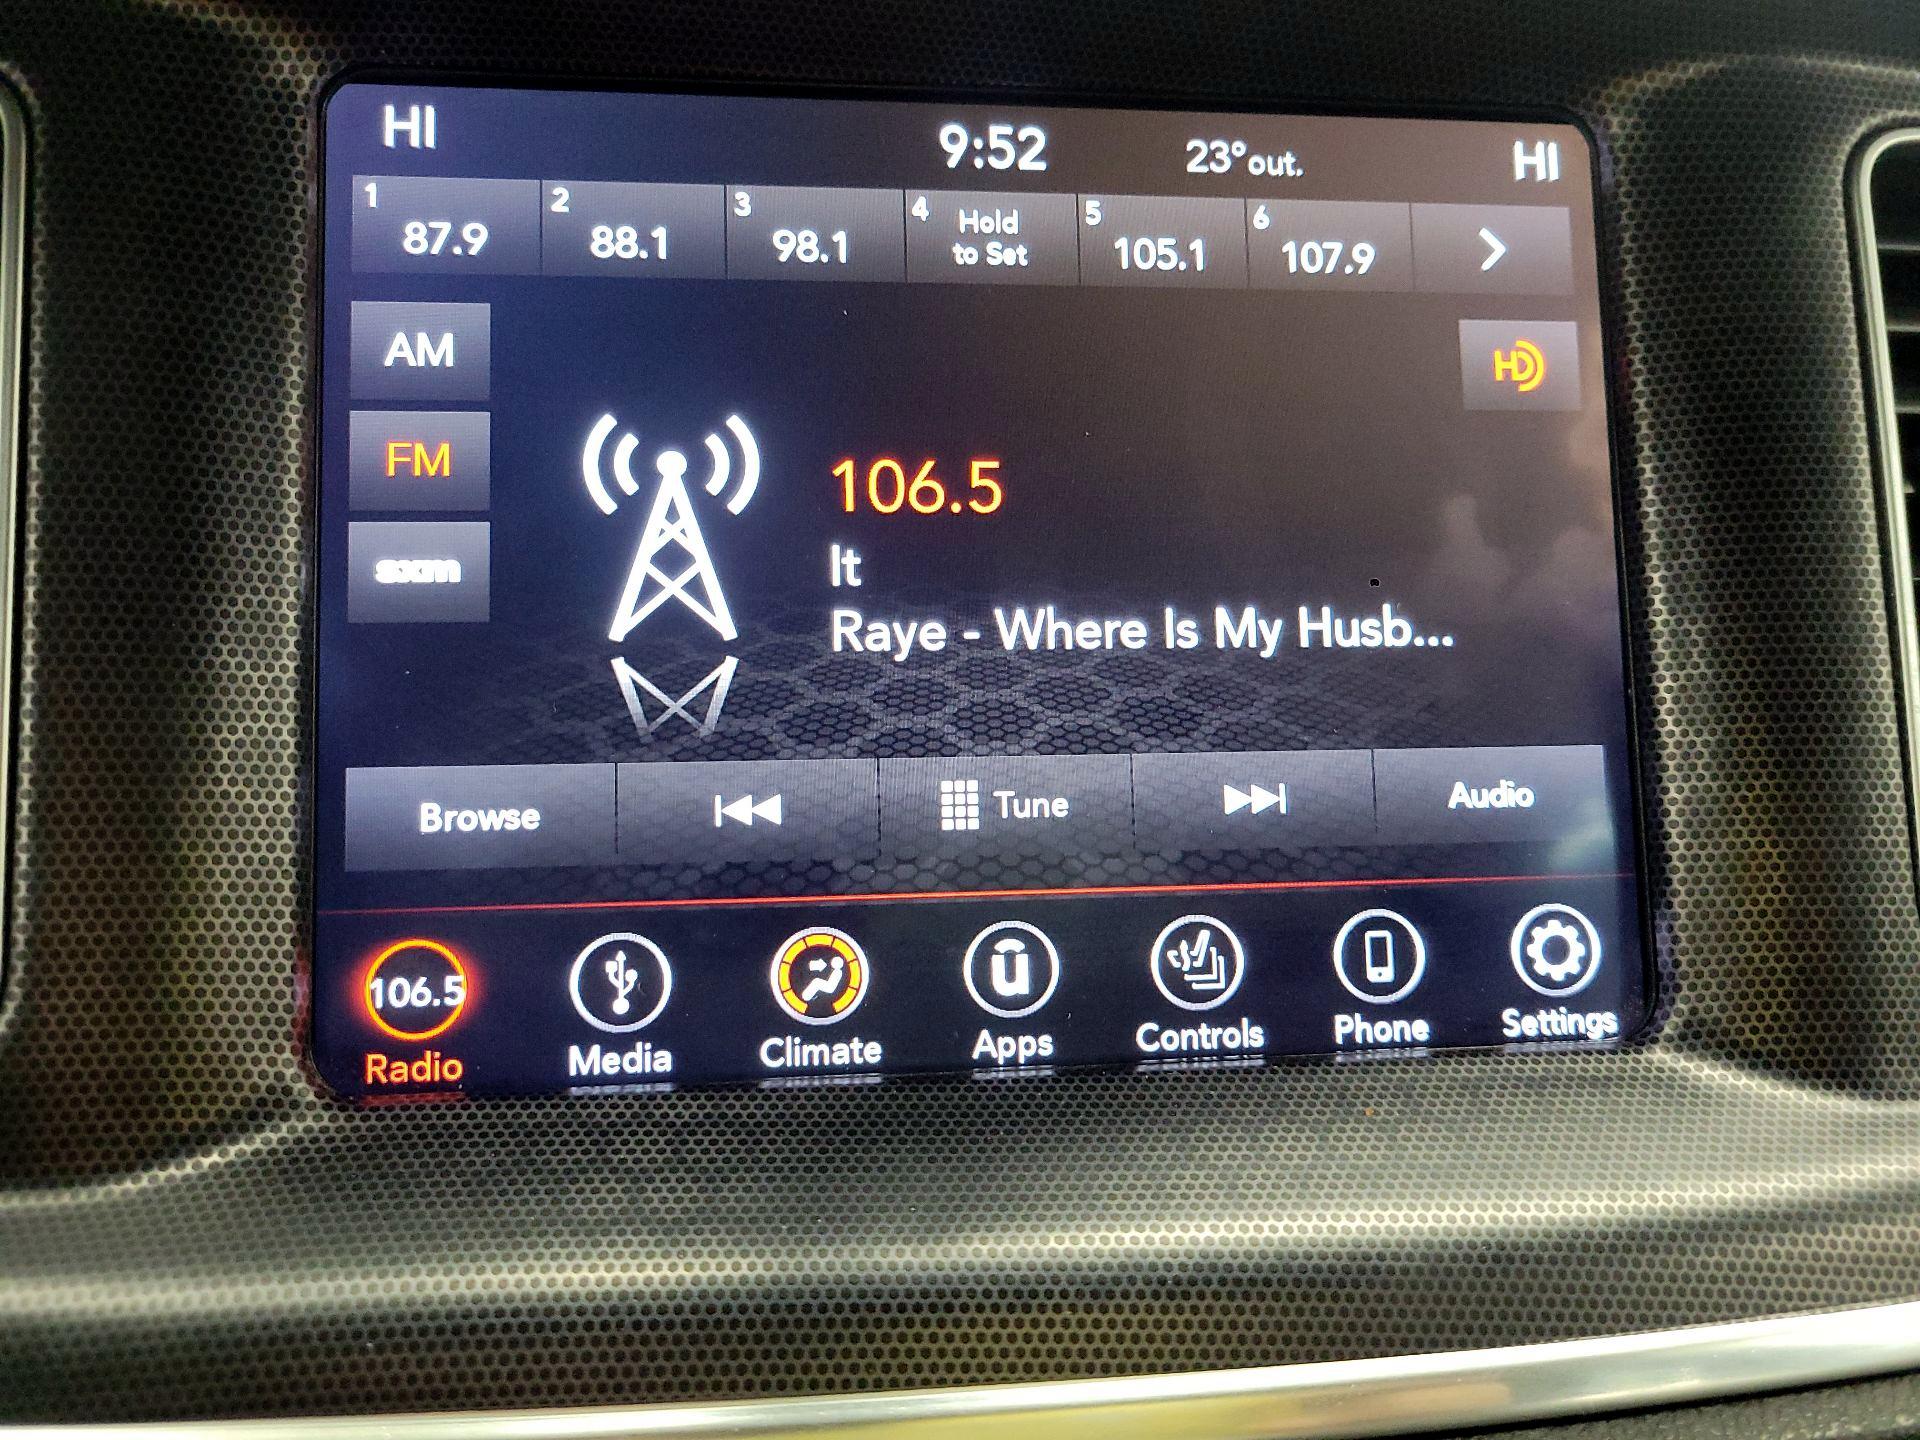 HI 9:52 23°out. HI
1 87.9 2 88.1 3 98.1 4 Hold to Set 5 105.1 6 107.9
AM
HD
FM
106.5
sxm
It
Raye - Where Is My Husb...
Browse Tune Audio
106.5
Radio Media Climate Apps Controls Phone Settings